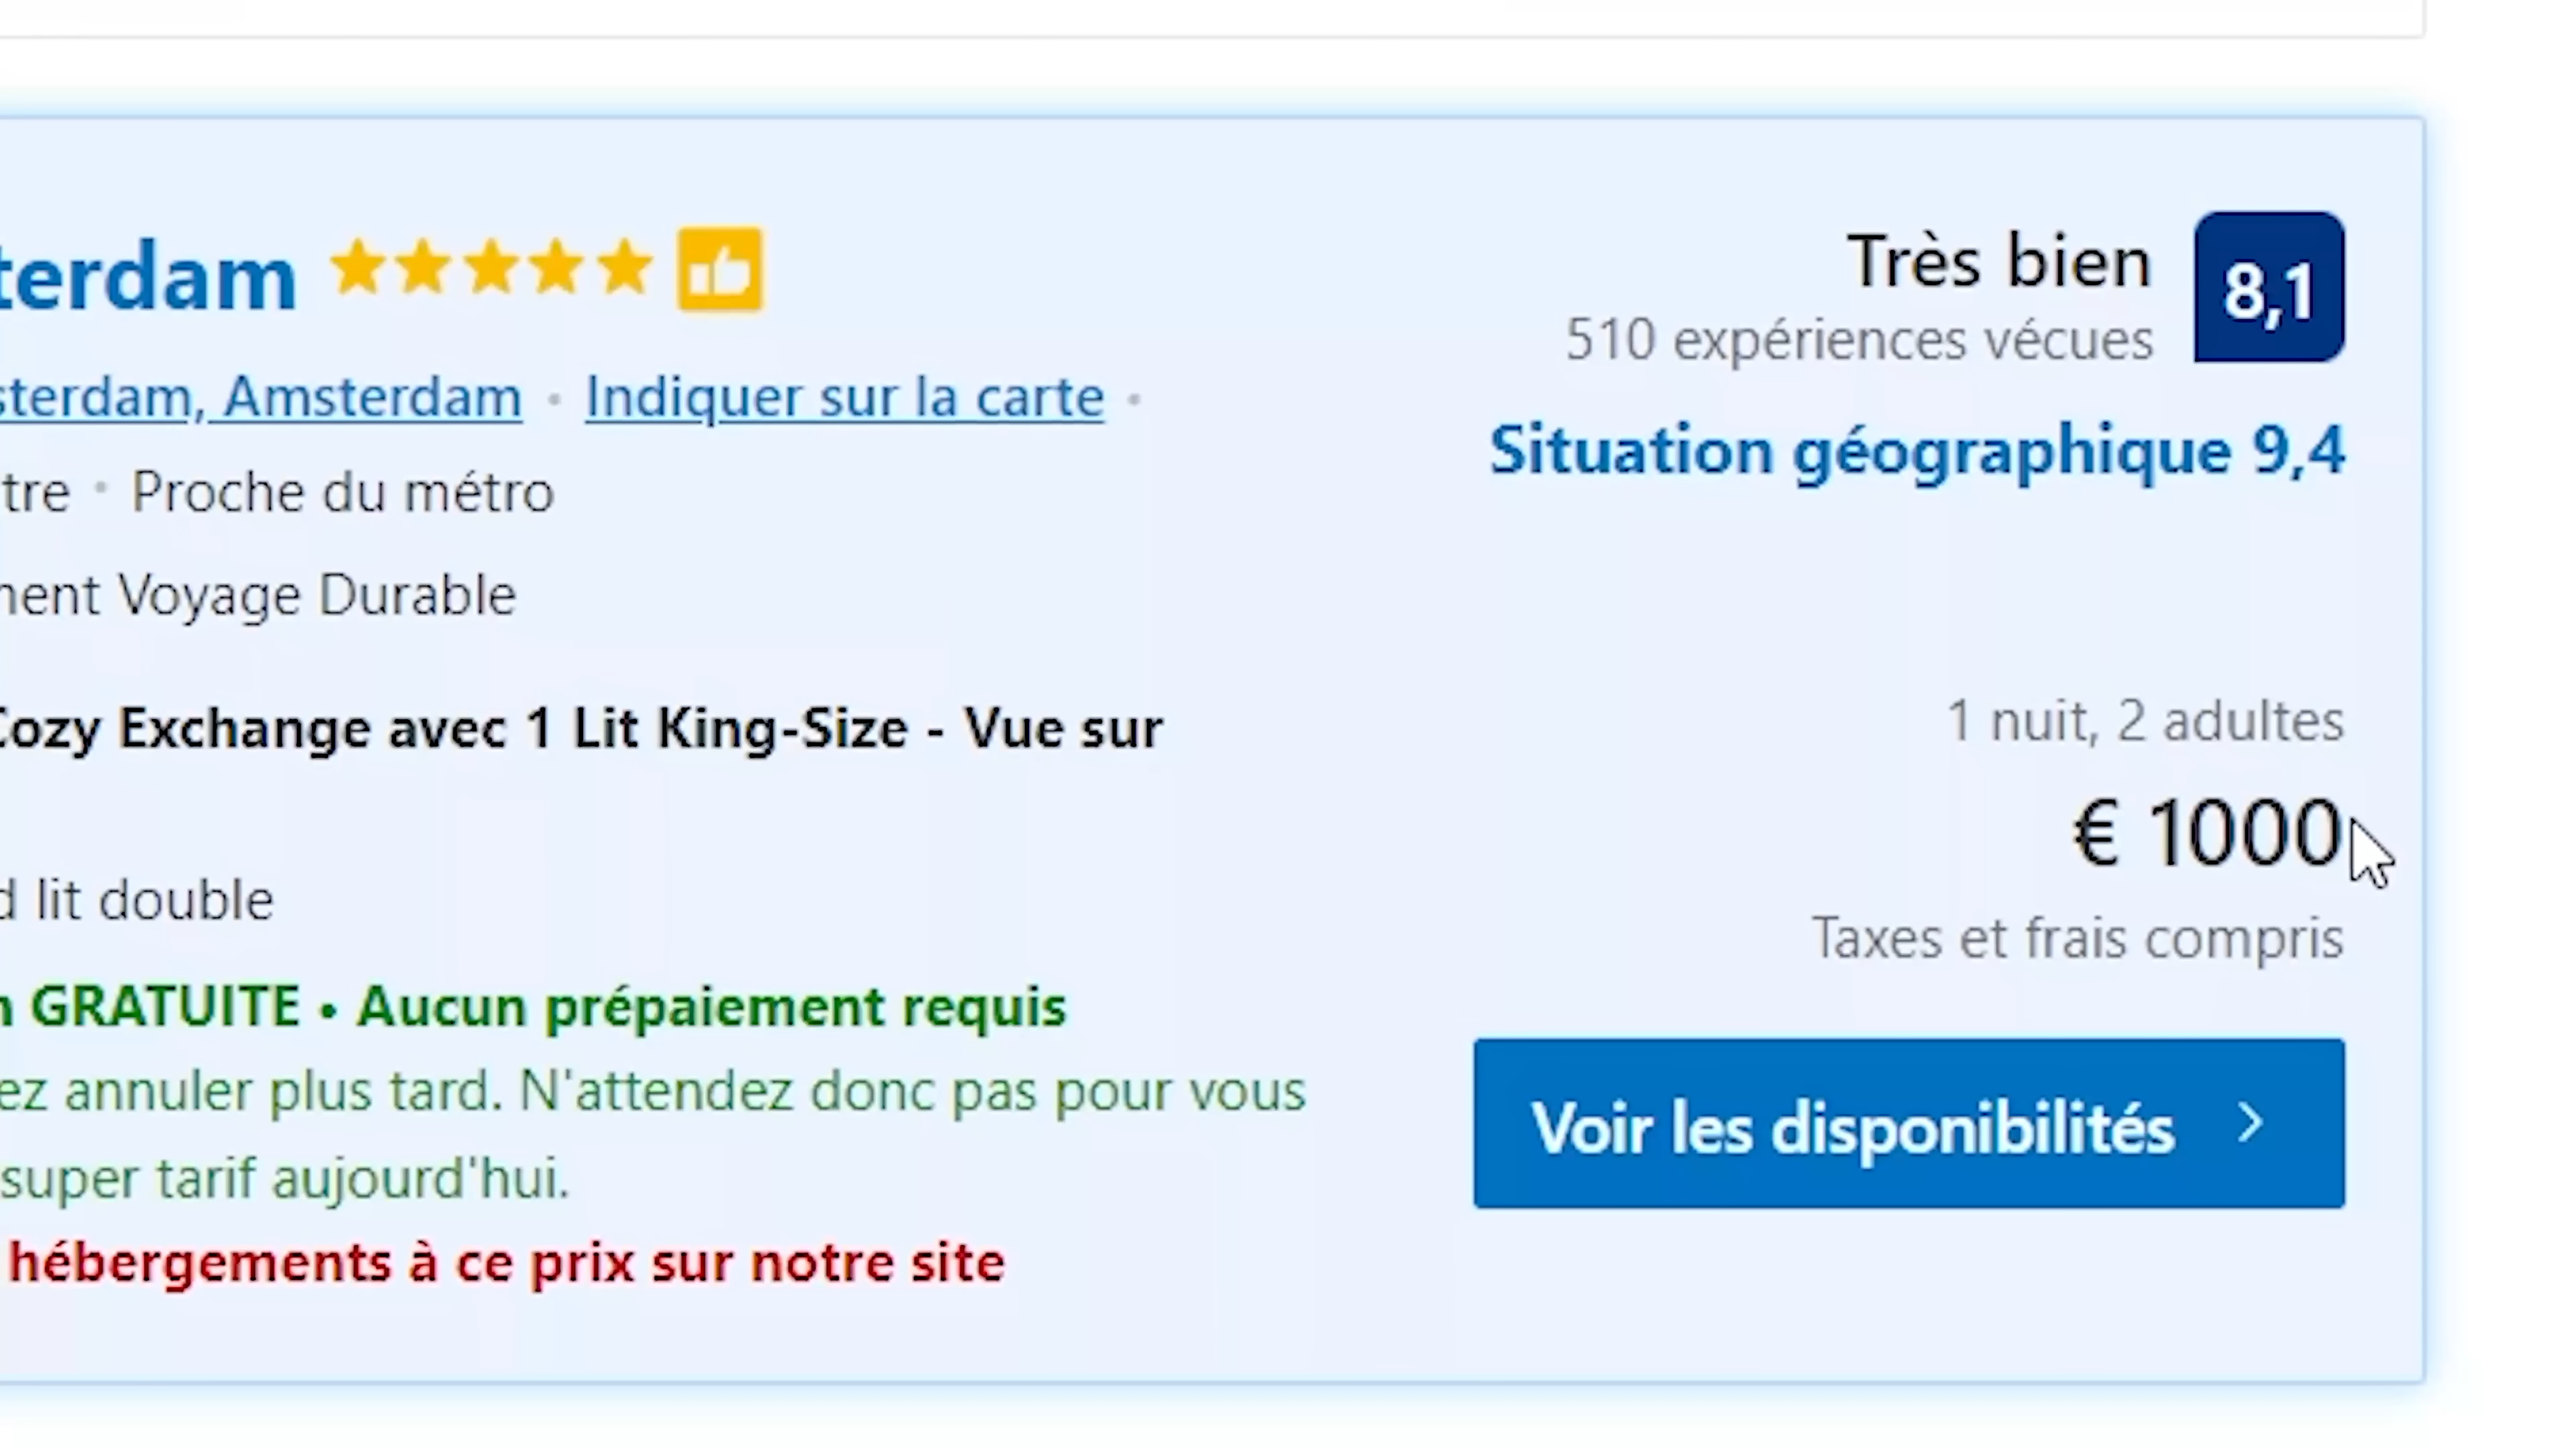 terdam
Très bien
8,1
510 expériences vécues
sterdam, Amsterdam · Indiquer sur la carte ·
Situation géographique 9,4
tre · Proche du métro
ment Voyage Durable
Cozy Exchange avec 1 Lit King-Size - Vue sur
1 nuit, 2 adultes
€ 1000
d lit double
Taxes et frais compris
n GRATUITE • Aucun prépaiement requis
ez annuler plus tard. N'attendez donc pas pour vous
super tarif aujourd'hui.
Voir les disponibilités
hébergements à ce prix sur notre site